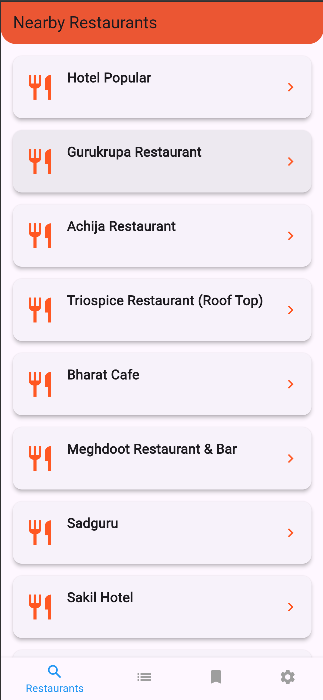 Nearby Restaurants
Hotel Popular
Gurukrupa Restaurant
Achija Restaurant
Triospice Restaurant (Roof Top)
Bharat Cafe
Meghdoot Restaurant & Bar
Sadguru
Sakil Hotel
Restaurants